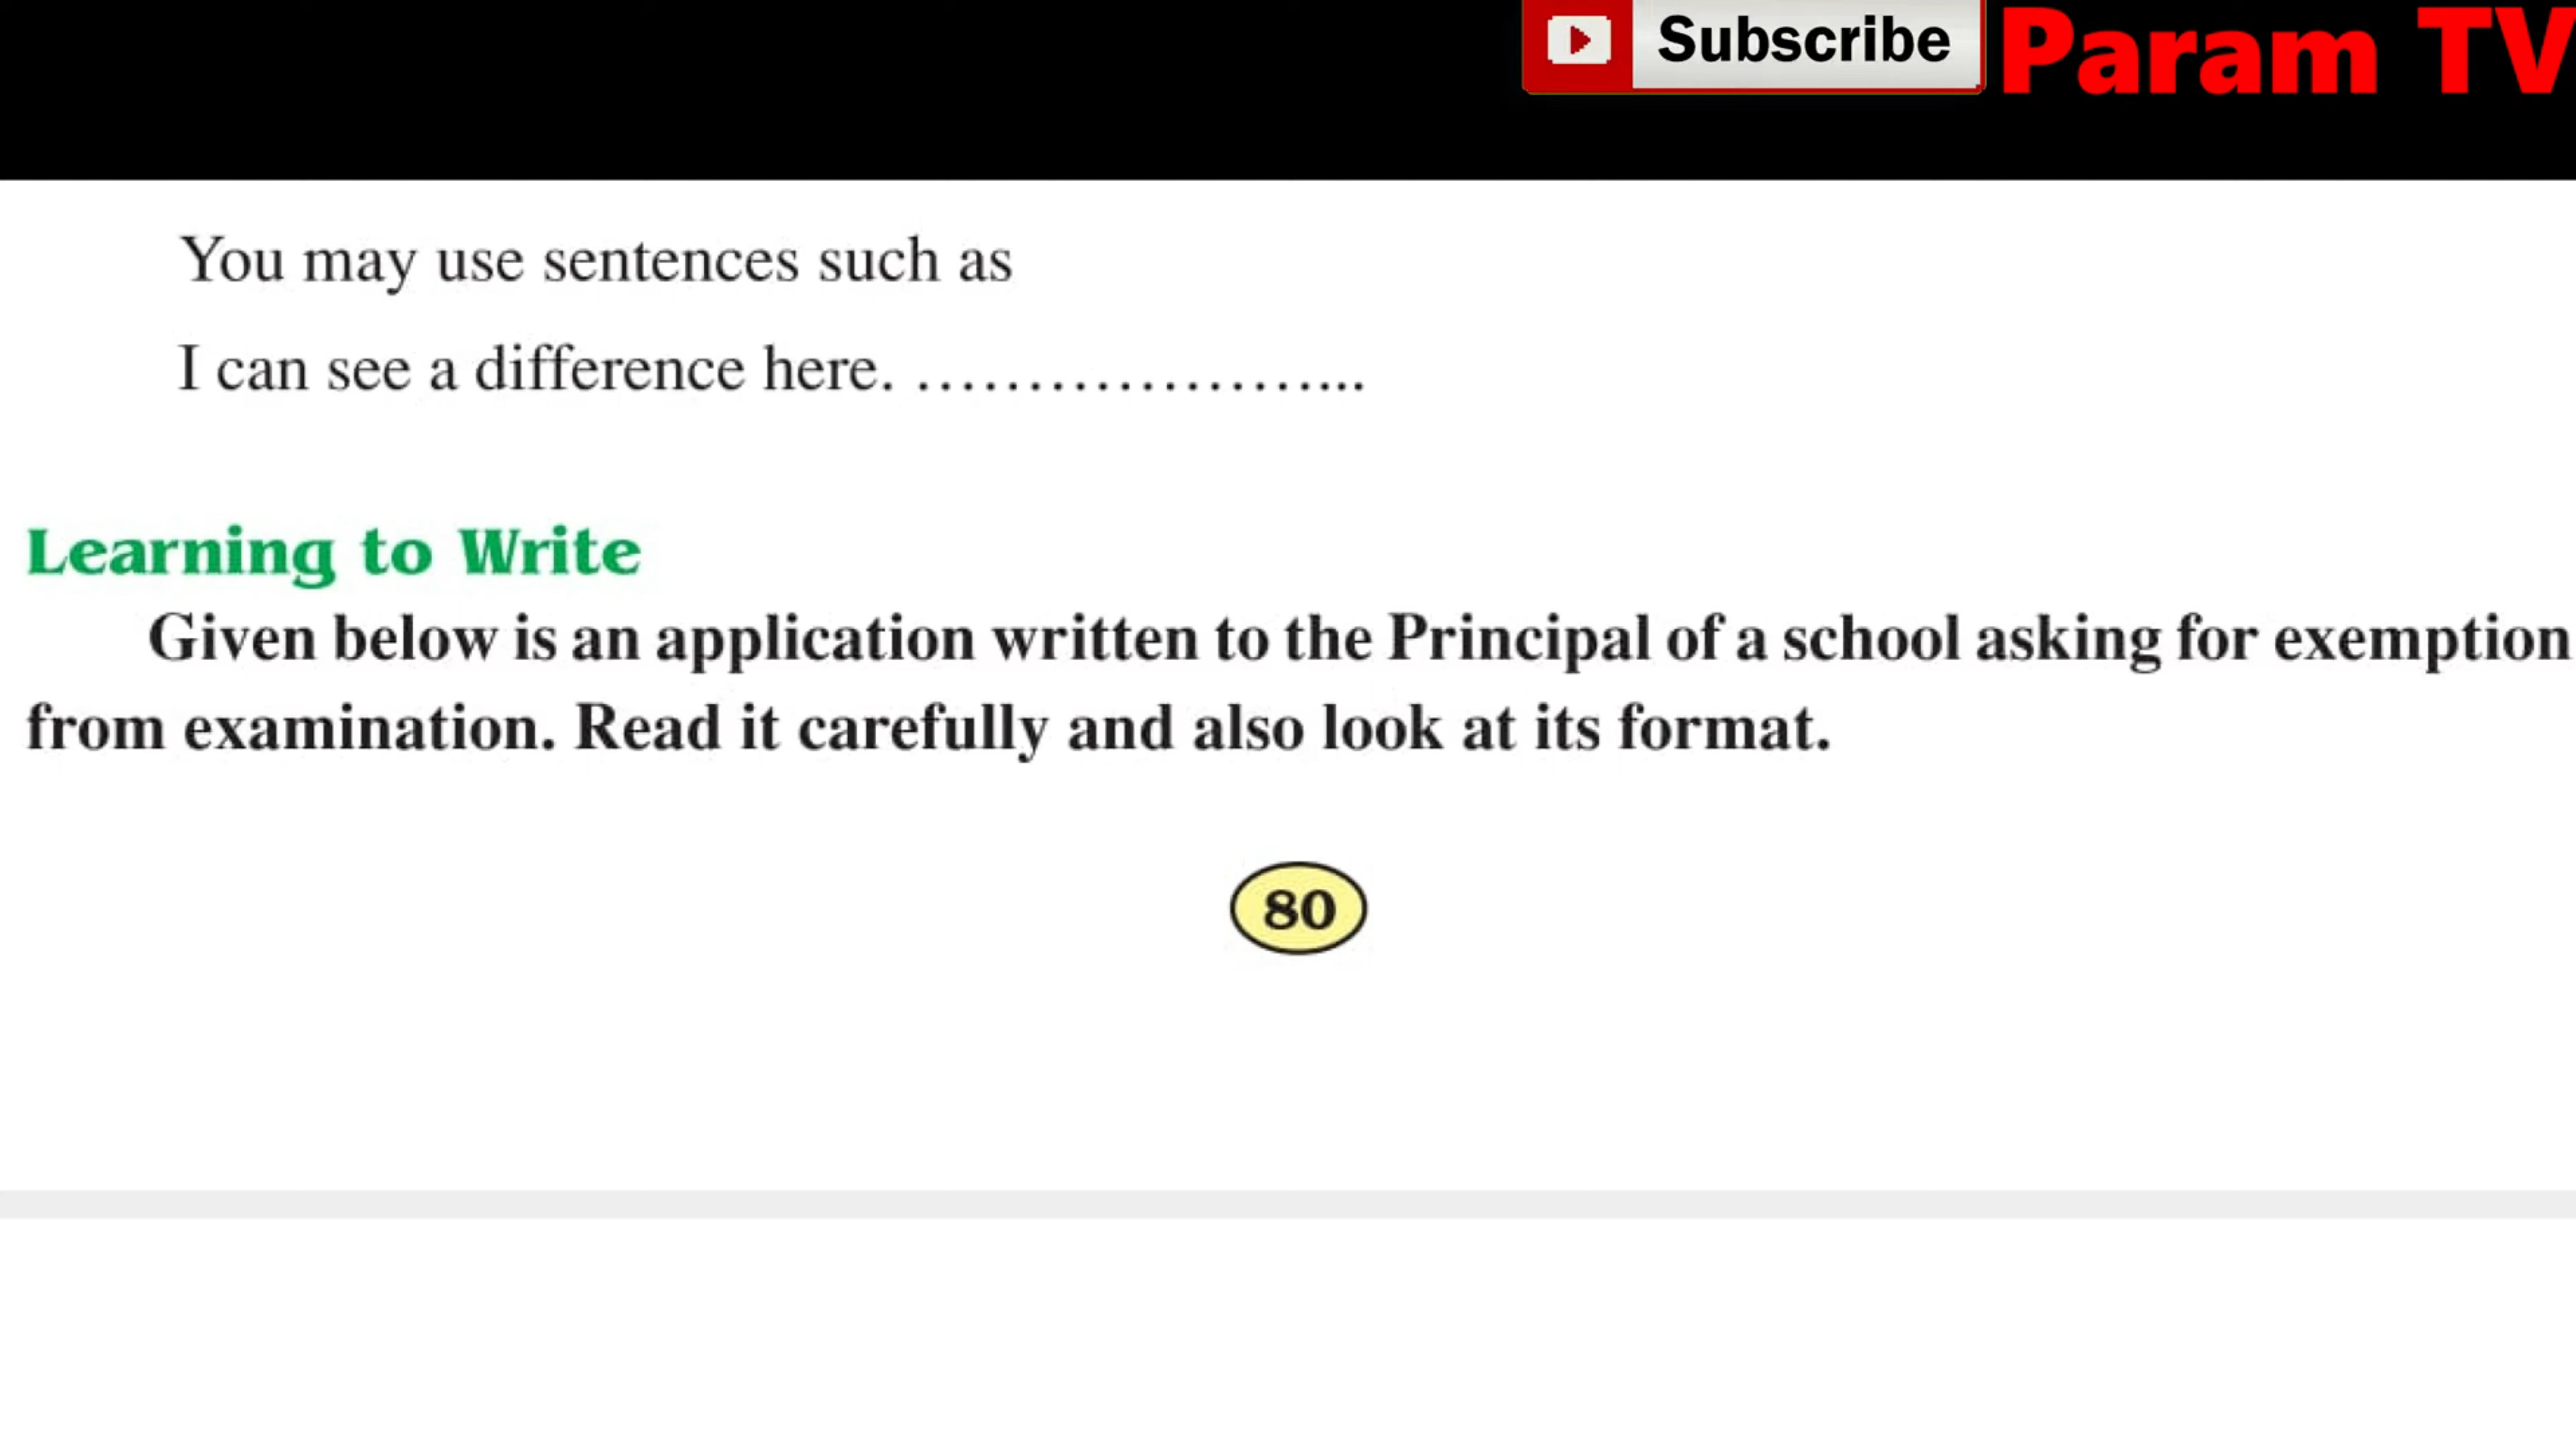 Subscribe Param TV
You may use sentences such as
I can see a difference here. .....................
Learning to Write
Given below is an application written to the Principal of a school asking for exemption
from examination. Read it carefully and also look at its format.
80